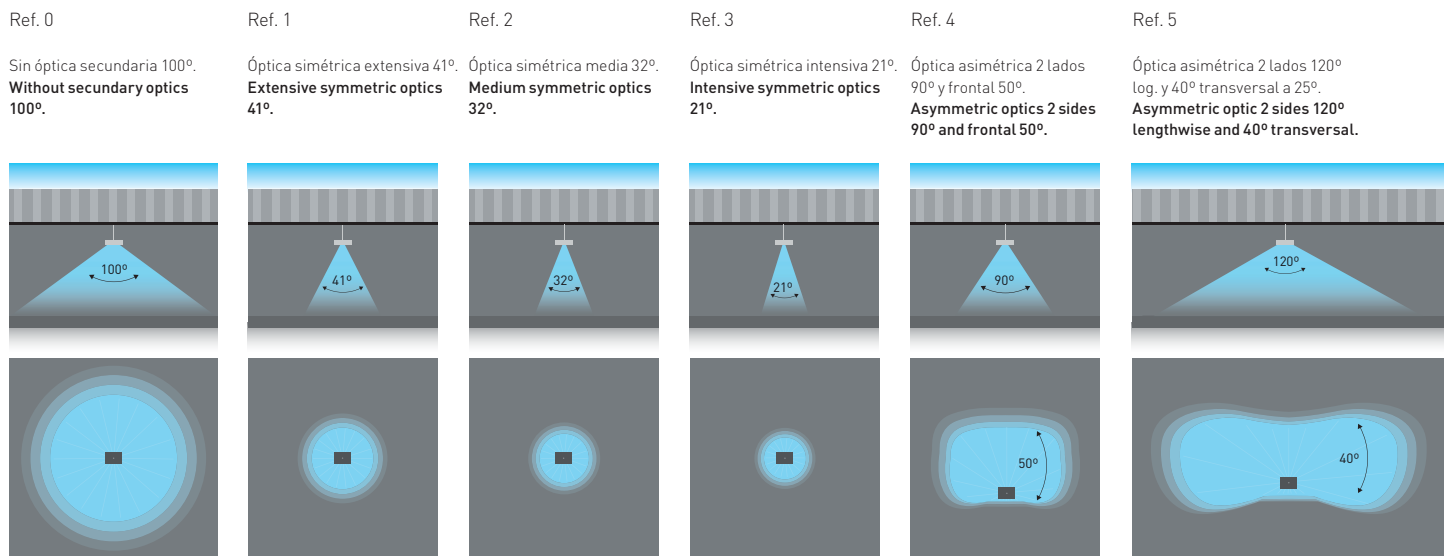 Ref. 0
Sin óptica secundaria 100º.
Without secundary optics
100º.
100º
Ref. 1
Óptica simétrica extensiva 41º.
Extensive symmetric optics
41º.
41º
Ref. 2
Óptica simétrica media 32º.
Medium symmetric optics
32º.
32º
Ref. 3
Óptica simétrica intensiva 21º.
Intensive symmetric optics
21º.
21º
Ref. 4
Óptica asimétrica 2 lados
90º y frontal 50º.
Asymmetric optics 2 sides
90º and frontal 50º.
90º
50º
Ref. 5
Óptica asimétrica 2 lados 120º
log. y 40º transversal a 25º.
Asymmetric optic 2 sides 120º
lengthwise and 40º transversal.
120º
40º